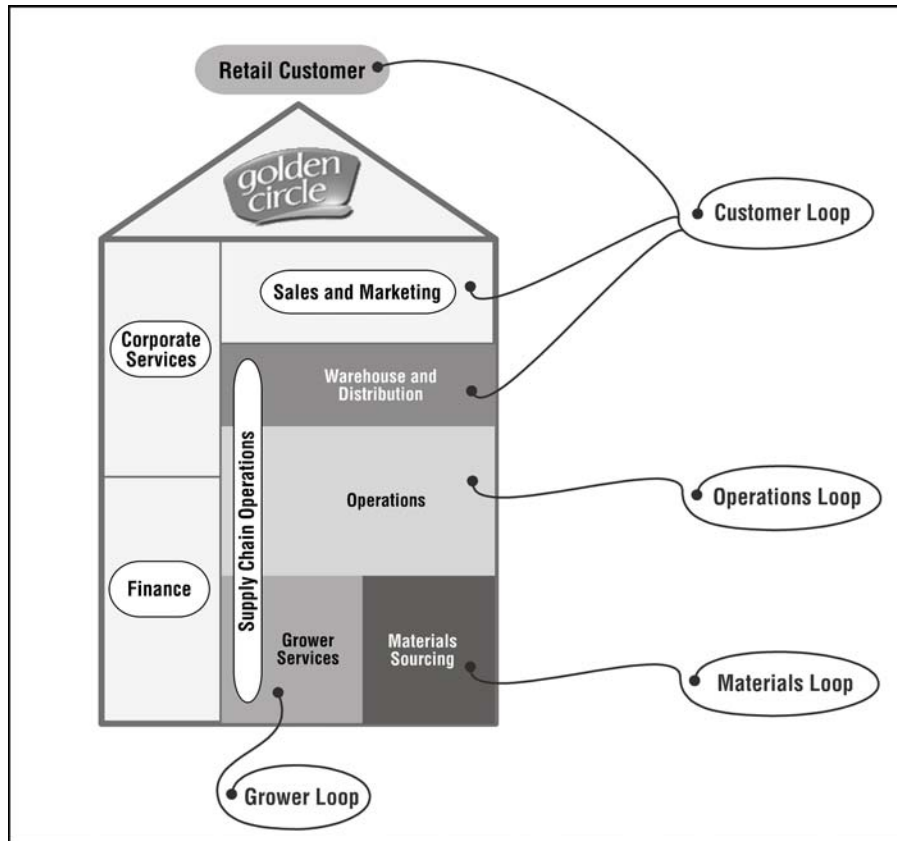 Retail Customer
golden
circle
Customer Loop
Sales and Marketing
Corporate
Services
Warehouse and
Distribution
Supply Chain Operations
Operations
Operations Loop
Finance
Grower
Services
Materials
Sourcing
Materials Loop
Grower Loop